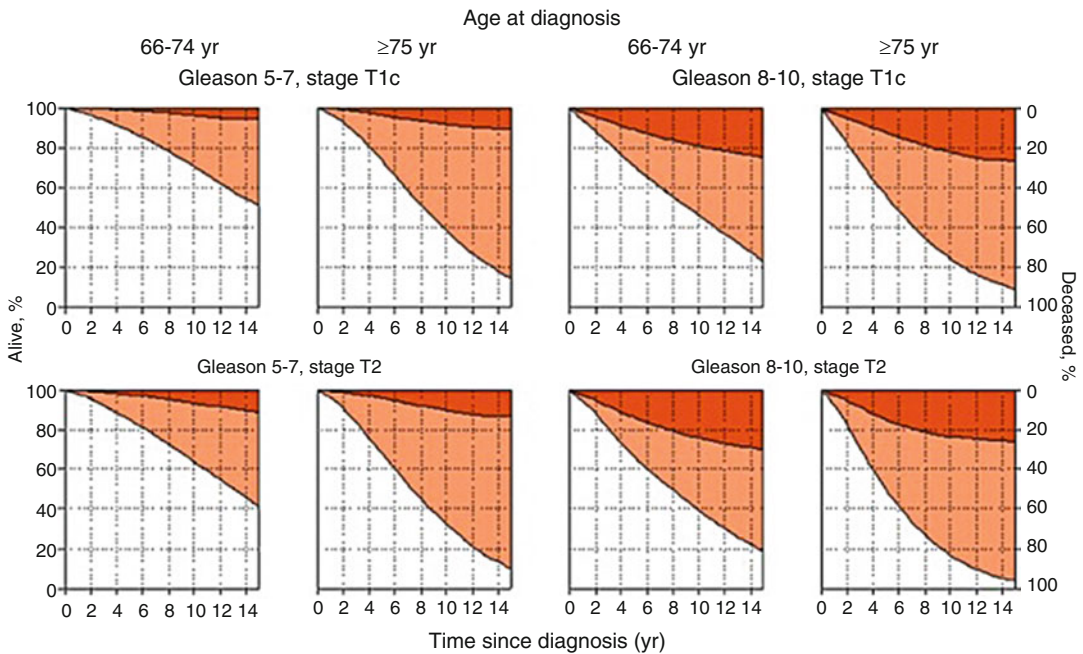 Age at diagnosis
66-74 yr ≥75 yr 66-74 yr ≥75 yr
Gleason 5-7, stage T1c Gleason 8-10, stage T1c
100 0
80 20
60 40
40 60
20 80
0 100
0 2 4 6 8 10 12 14 0 2 4 6 8 10 12 14 0 2 4 6 8 10 12 14 0 2 4 6 8 10 12 14
Alive, %
Deceased, %
Gleason 5-7, stage T2 Gleason 8-10, stage T2
100 0
80 20
60 40
40 60
20 80
0 100
0 2 4 6 8 10 12 14 0 2 4 6 8 10 12 14 0 2 4 6 8 10 12 14 0 2 4 6 8 10 12 14
Time since diagnosis (yr)